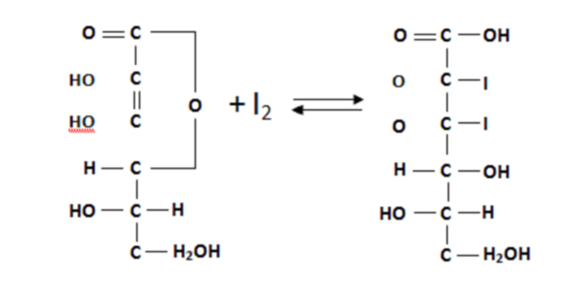 O=C C—OH
HO C O C—I
O + I₂ ⇌
HO C O C—I
H—C H—C—OH
HO—C—H HO—C—H
C—H₂OH C—H₂OH